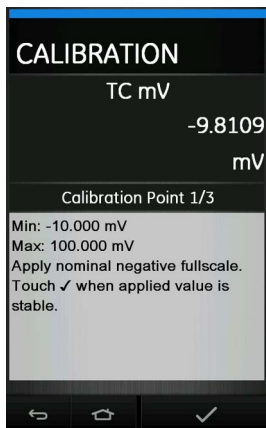 CALIBRATION
TC mV
-9.8109
mV
Calibration Point 1/3
Min: -10.000 mV
Max: 100.000 mV
Apply nominal negative fullscale.
Touch ✓ when applied value is
stable.